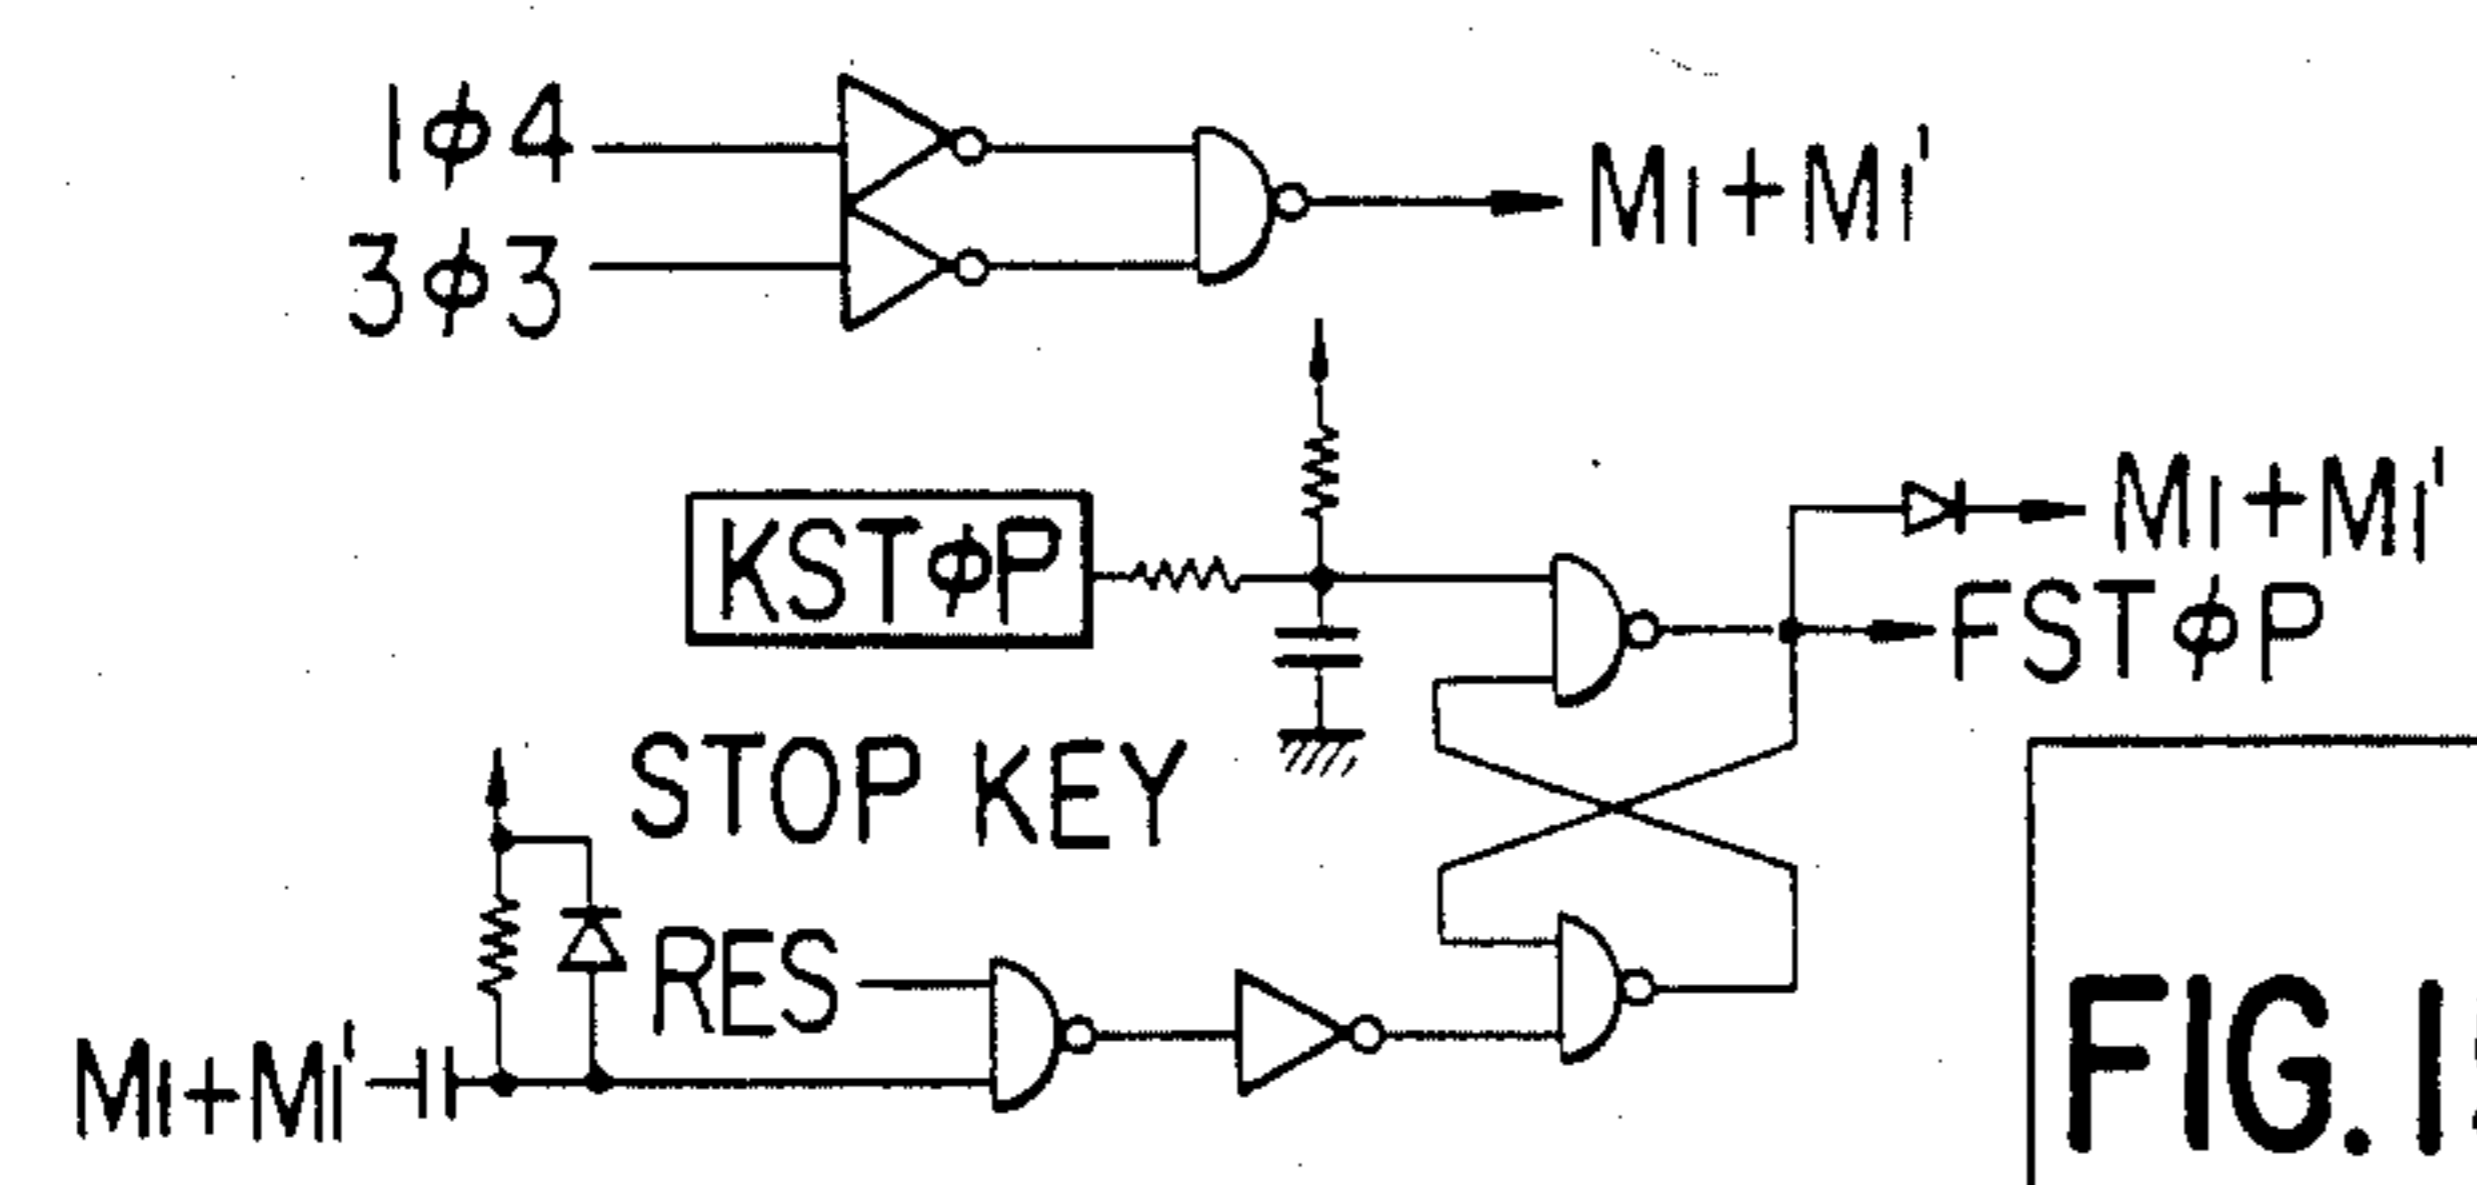 1φ4
3φ3
M1+M1'
KSTφP
M1+M1'
FSTφP
STOP KEY
RES
M1+M1'
FIG.1